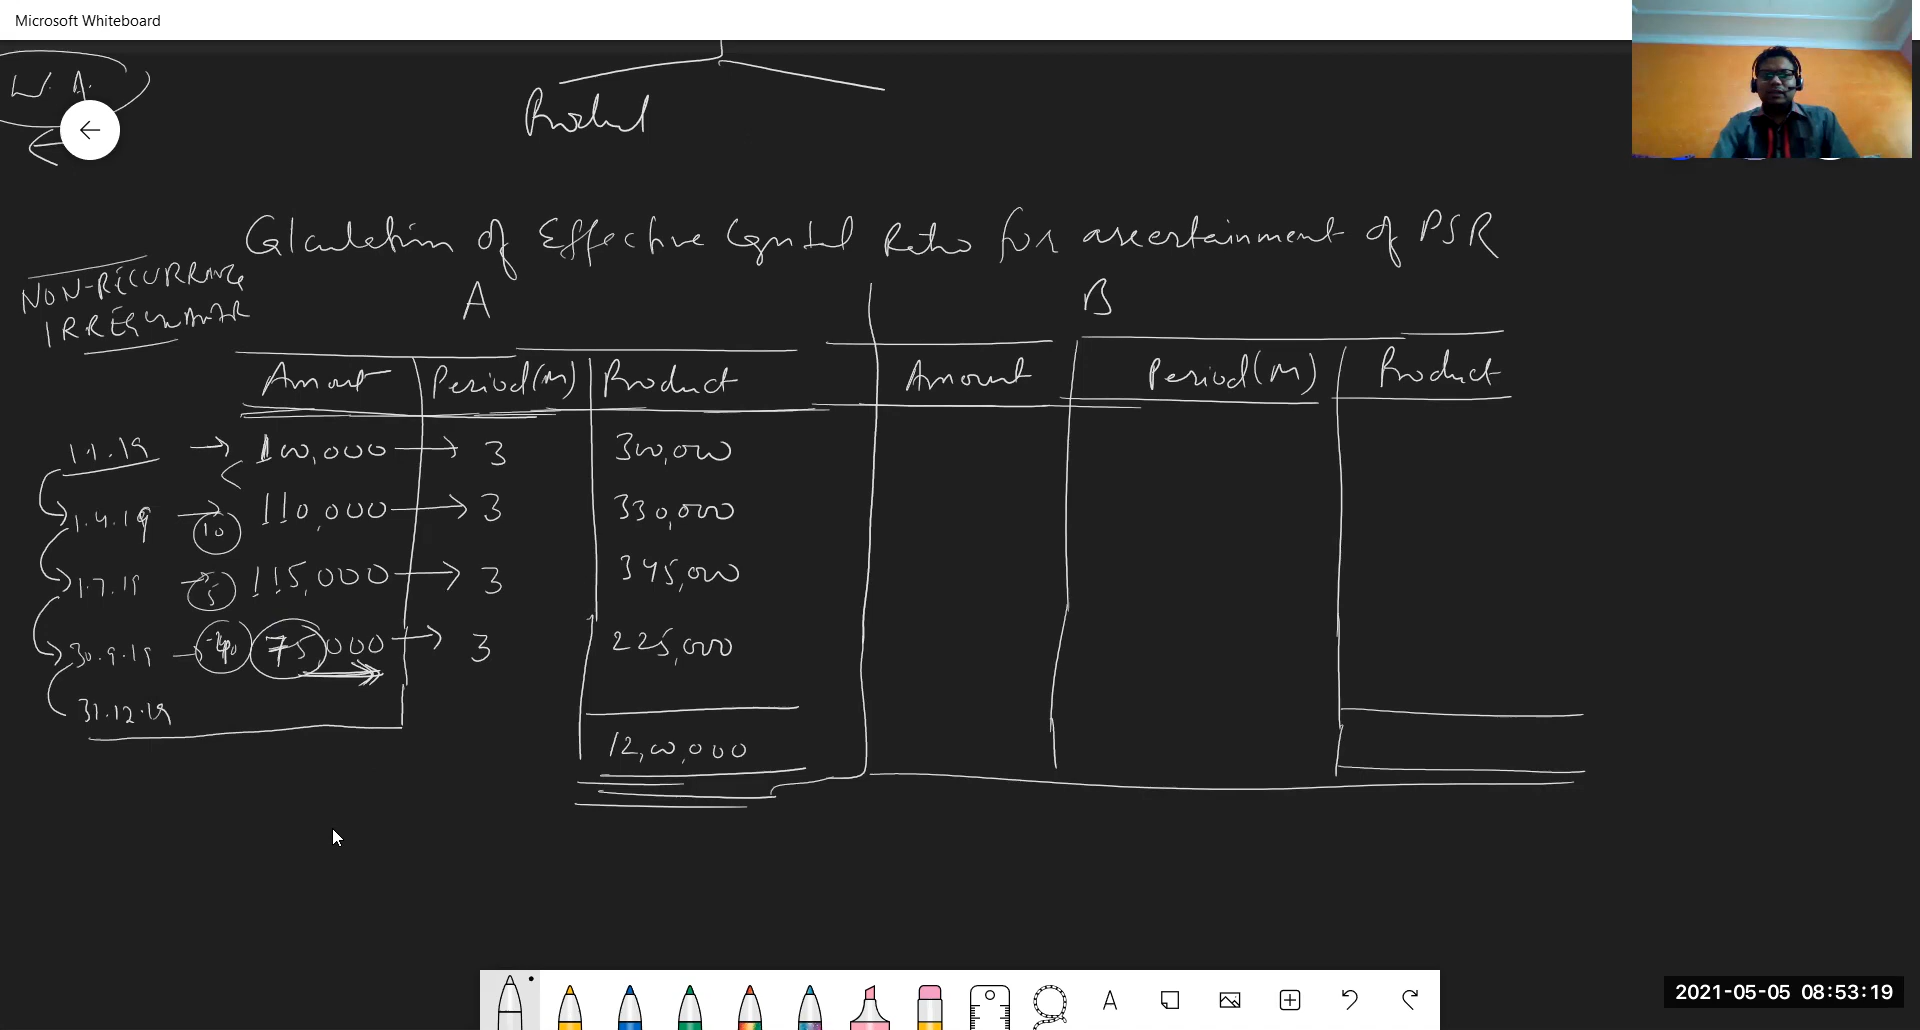 Microsoft Whiteboard
W. A.
Product
Calculation of Effective Capital Ratio for ascertainment of PSR
NON-RECURRING
IRREGULAR
A B
Amount Period(M) Product Amount Period(M) Product
1.1.19 → 100,000 → 3 300,000
1.4.19 → 10 110,000 → 3 330,000
1.7.19 → 5 115,000 → 3 345,000
30.9.19 → -40 75,000 → 3 225,000
31.12.19
12,00,000
2021-05-05 08:53:19